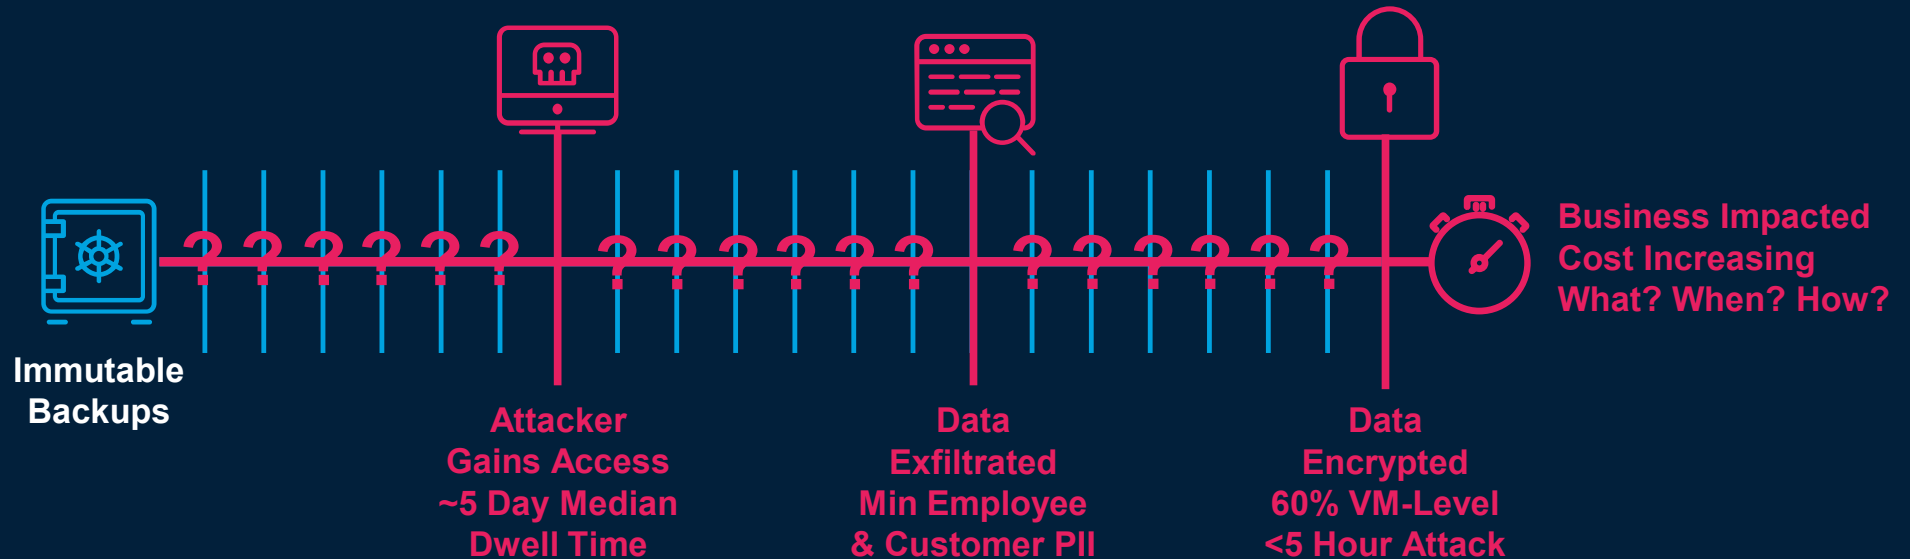 ? ? ? ? ? ? ? ? ? ? ? ? ? ? ? ? ? ?
Business Impacted
Cost Increasing
What? When? How?
Immutable
Backups
Attacker
Gains Access
~5 Day Median
Dwell Time
Data
Exfiltrated
Min Employee
& Customer PII
Data
Encrypted
60% VM-Level
<5 Hour Attack